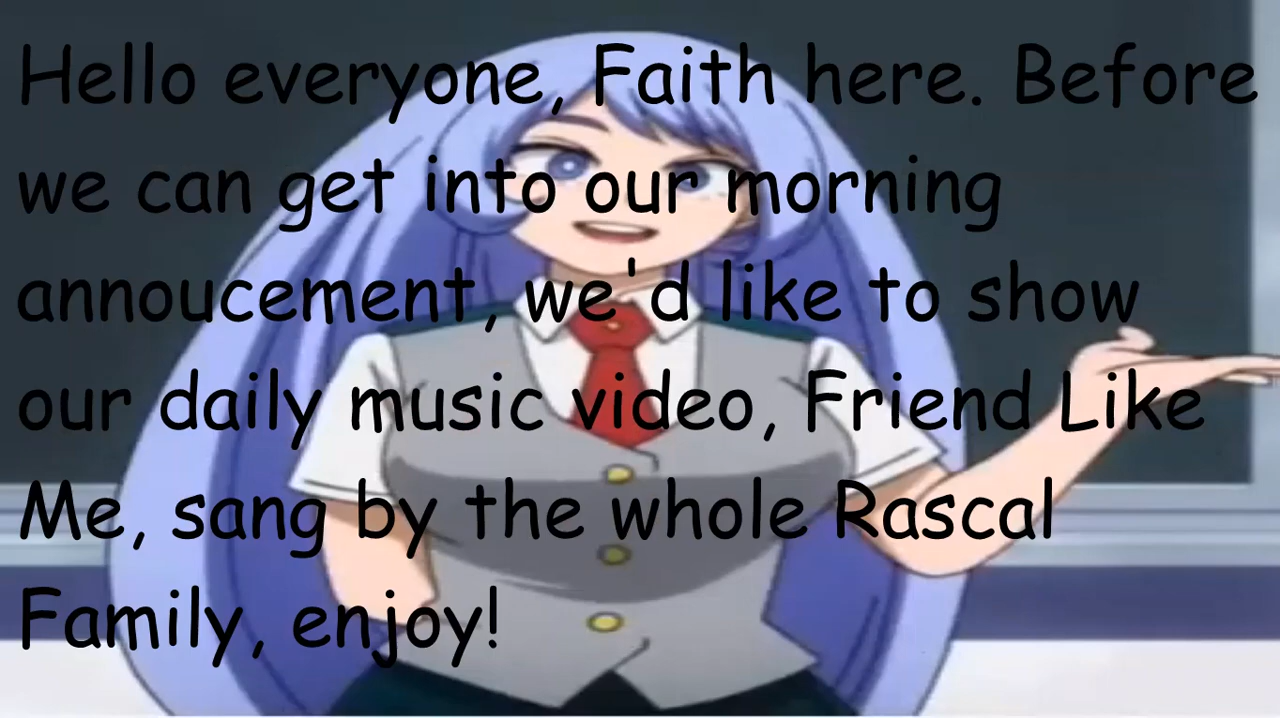 Hello everyone, Faith here. Before
we can get into our morning
annoucement, we'd like to show
our daily music video, Friend Like
Me, sang by the whole Rascal
Family, enjoy!